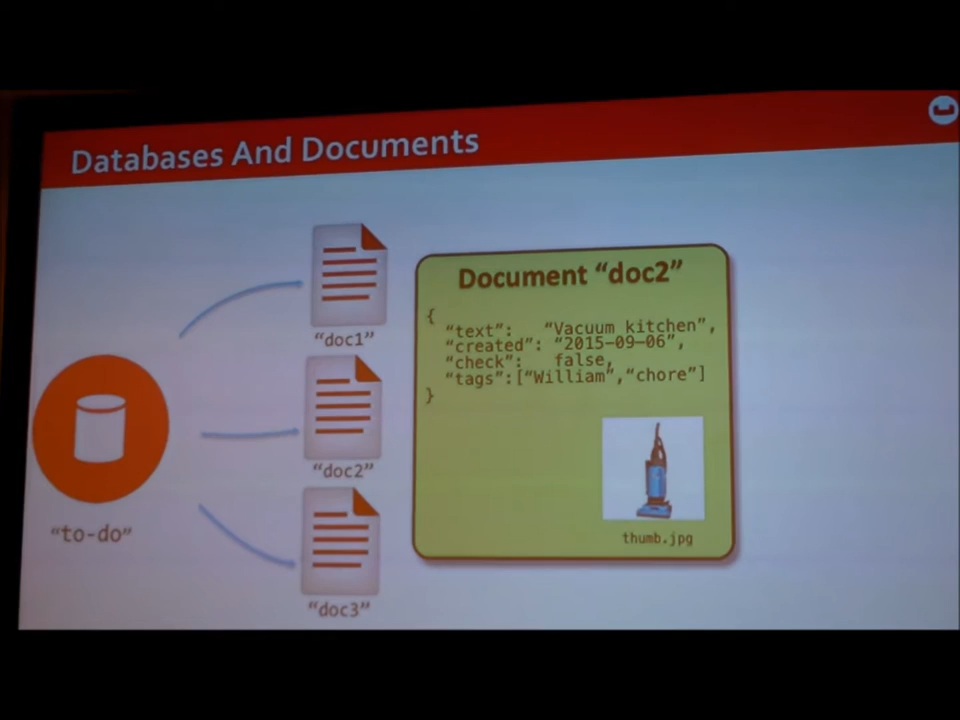 Databases And Documents
"doc1"
"doc2"
"doc3"
"to-do"
Document "doc2"
{
"text": "Vacuum kitchen",
"created": "2015-09-06",
"check": false,
"tags":["William","chore"]
}
thumb.jpg